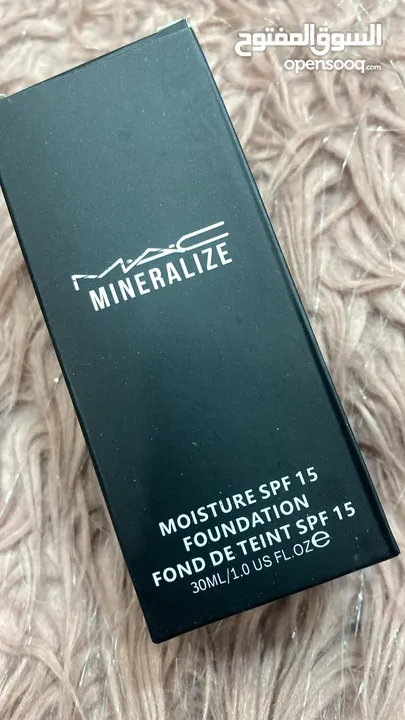 السوق المفتوح
opensooq.com
M·A·C
MINERALIZE
MOISTURE SPF 15
FOUNDATION
FOND DE TEINT SPF 15
30ML/1.0 US FL.OZ℮